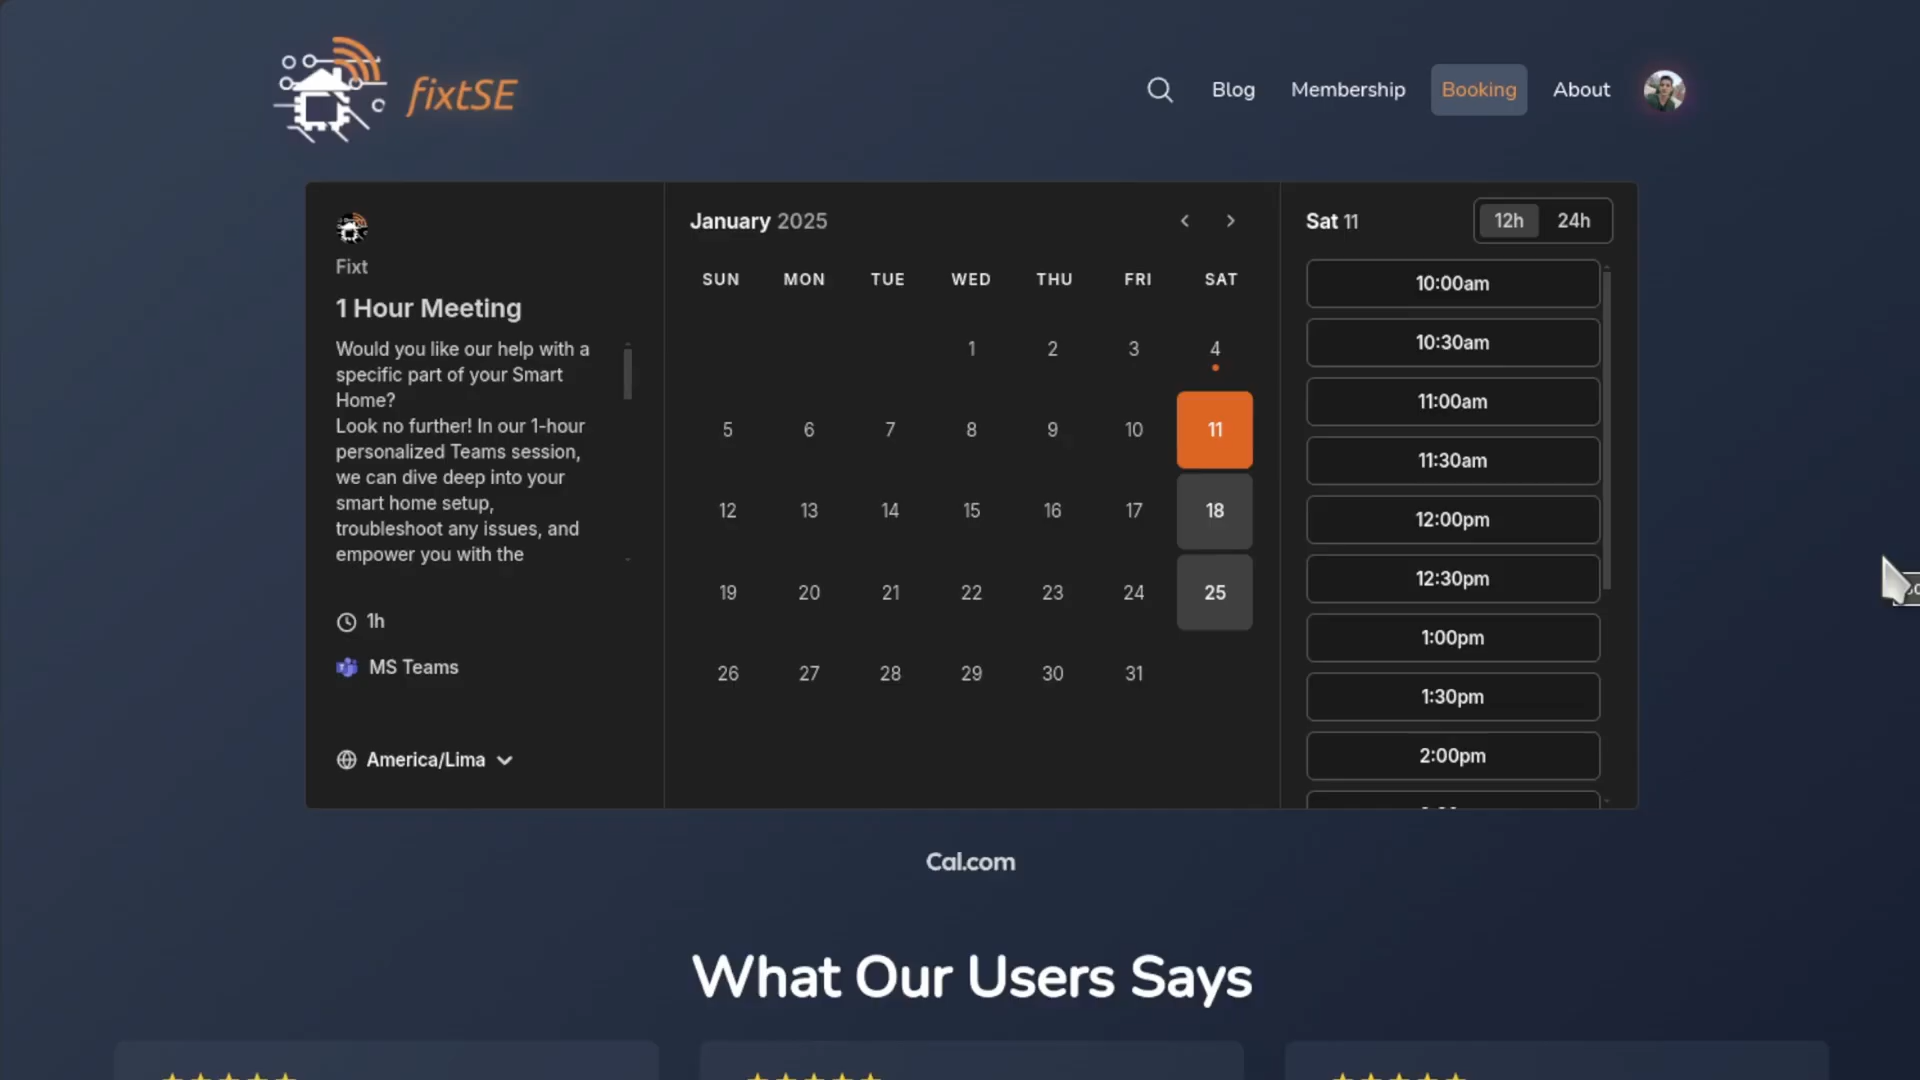 fixtSE
Blog
Membership
Booking
About
Fixt
1 Hour Meeting
Would you like our help with a
specific part of your Smart
Home?
Look no further! In our 1-hour
personalized Teams session,
we can dive deep into your
smart home setup,
troubleshoot any issues, and
empower you with the
1h
MS Teams
America/Lima
January 2025
SUN MON TUE WED THU FRI SAT
1 2 3 4
5 6 7 8 9 10 11
12 13 14 15 16 17 18
19 20 21 22 23 24 25
26 27 28 29 30 31
Sat 11
12h 24h
10:00am
10:30am
11:00am
11:30am
12:00pm
12:30pm
1:00pm
1:30pm
2:00pm
Cal.com
What Our Users Says